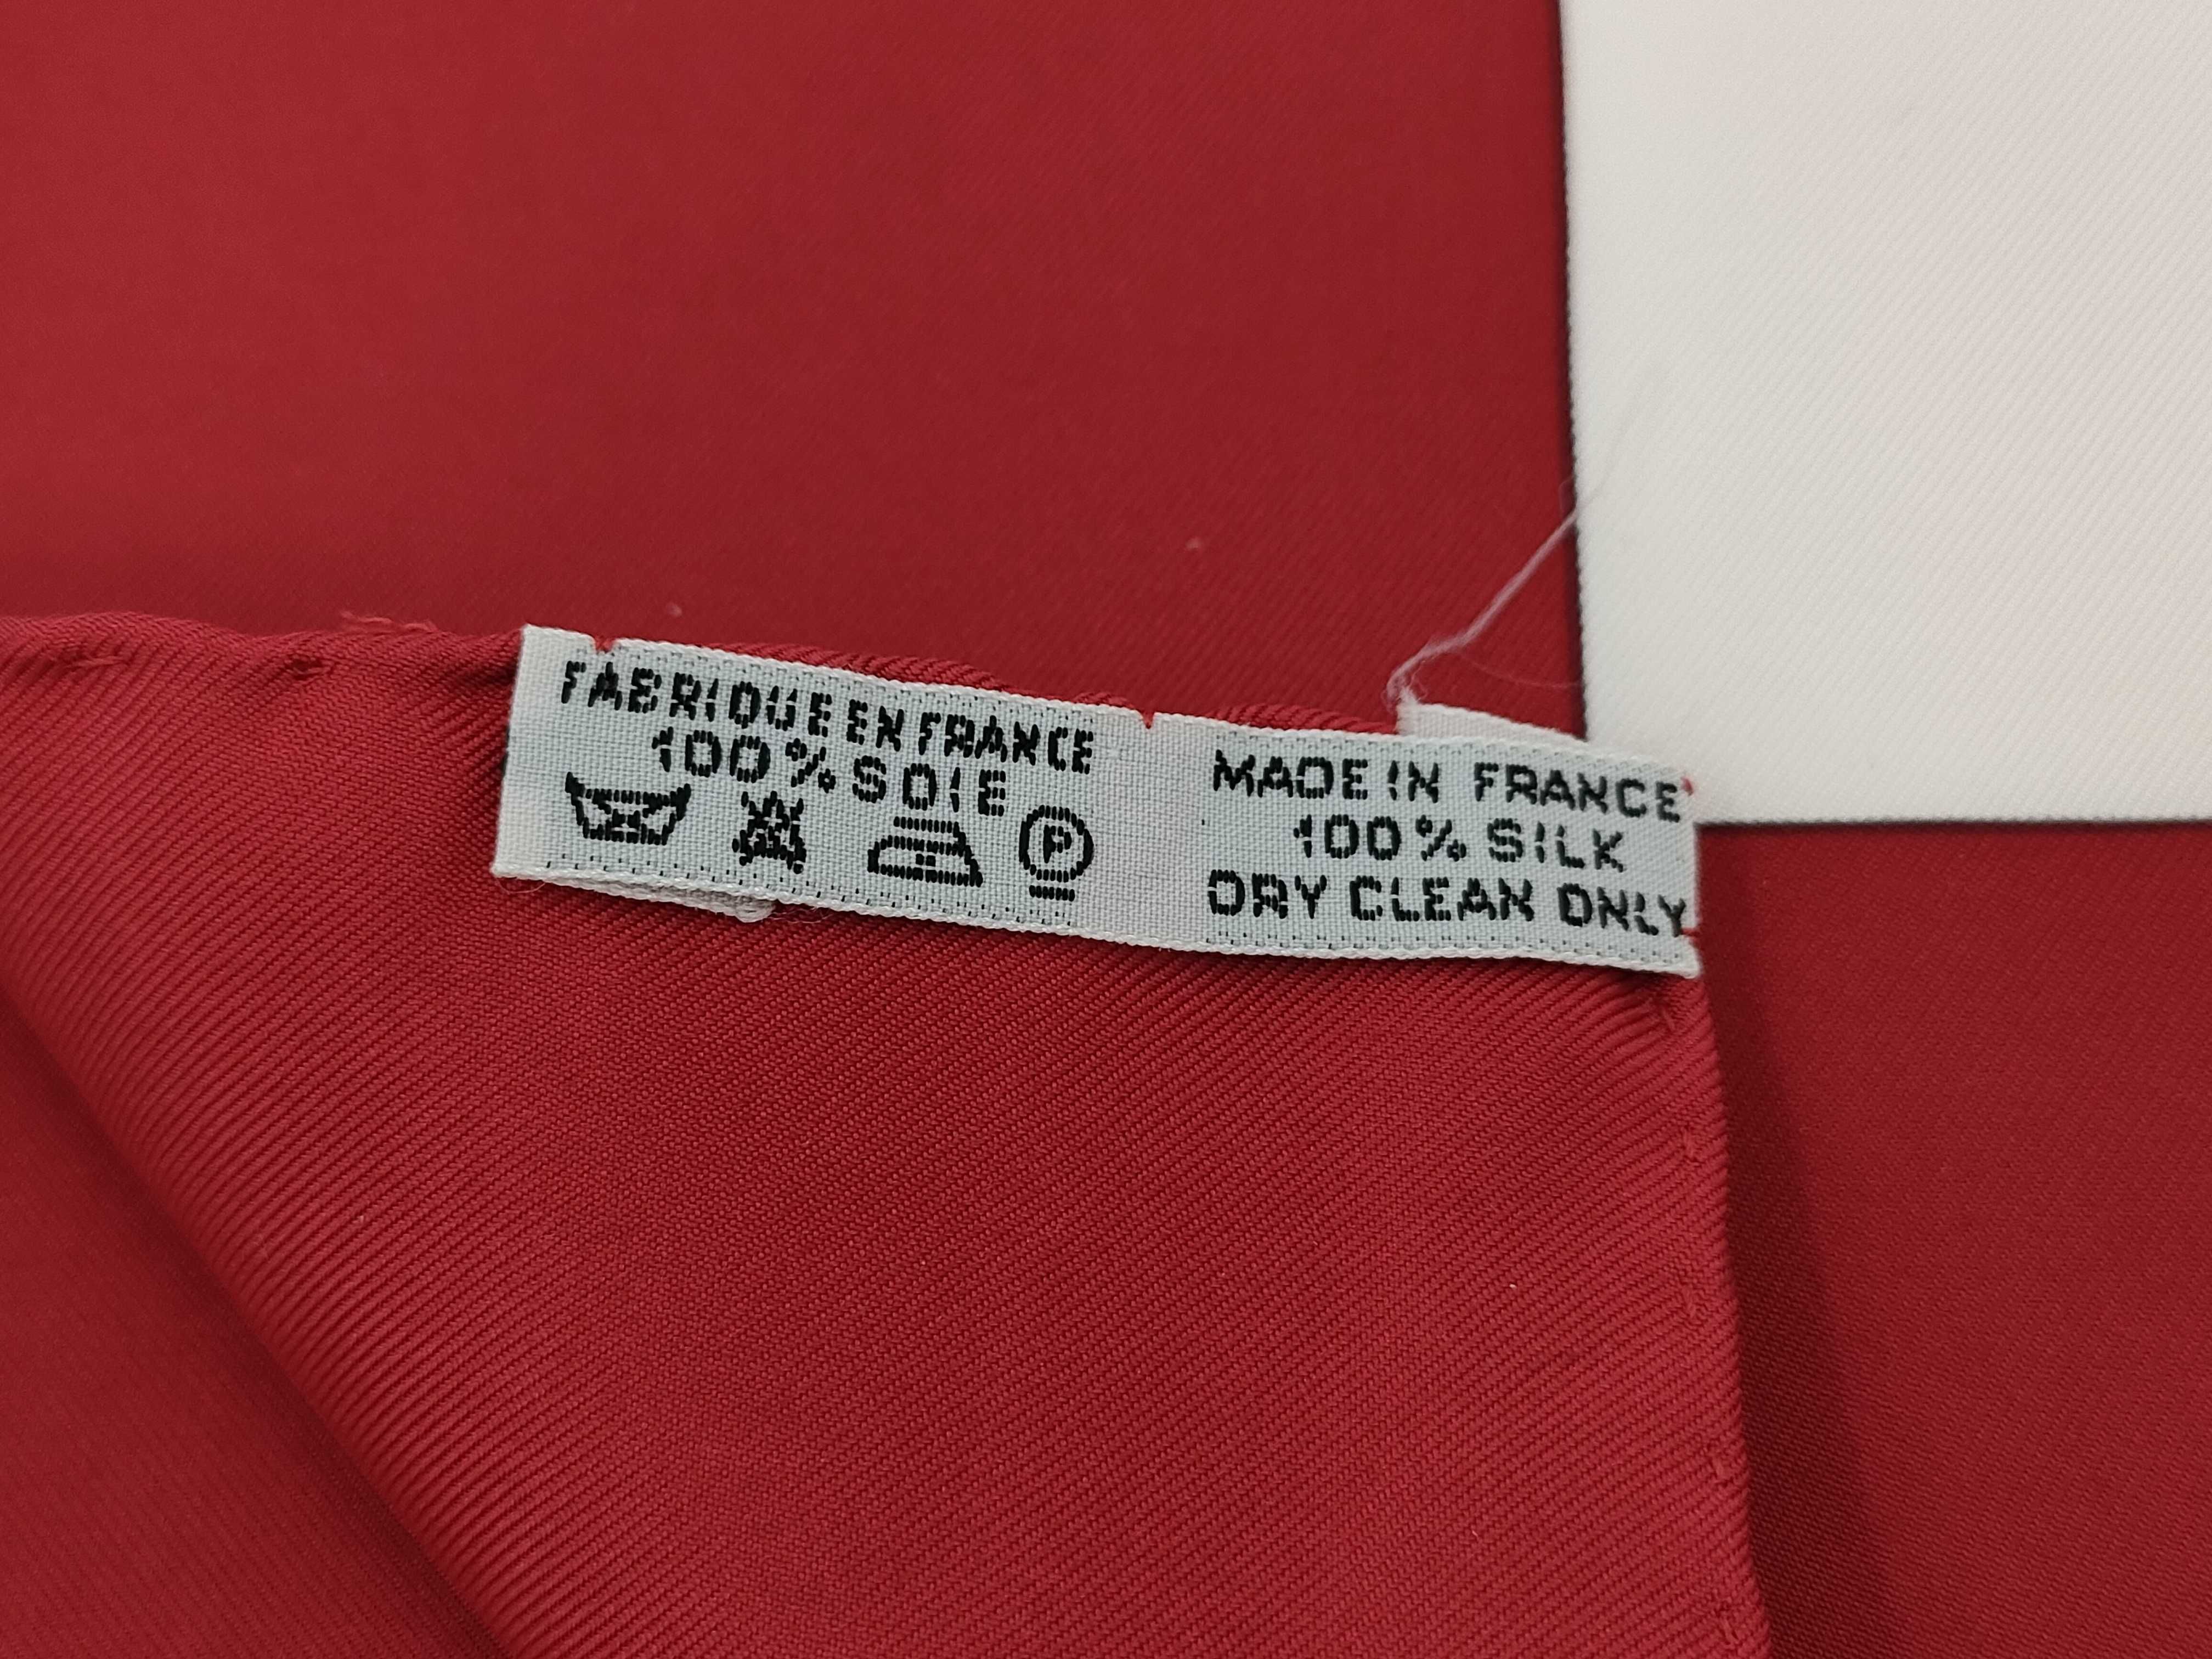 FABRIQUE EN FRANCE
100% SOIE
P
MADE IN FRANCE
100% SILK
DRY CLEAN ONLY